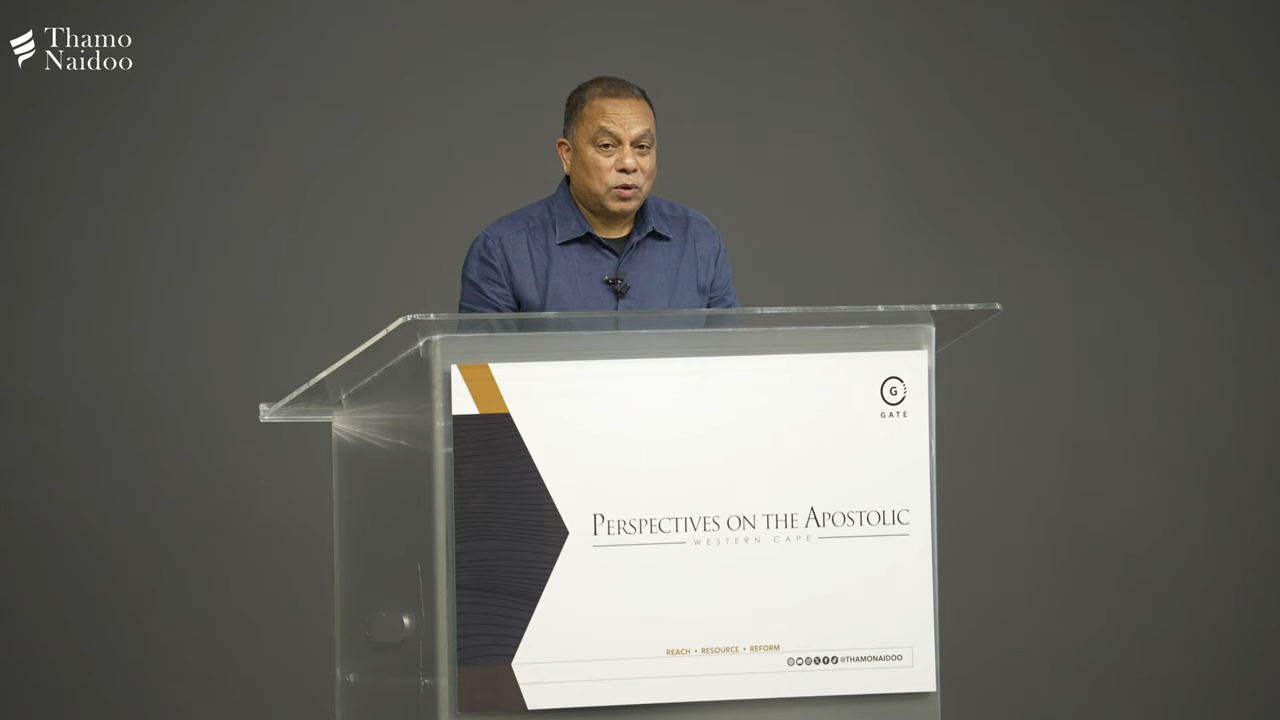 Thamo
Naidoo
G
GATE
PERSPECTIVES ON THE APOSTOLIC
WESTERN CAPE
REACH • RESOURCE • REFORM
@THAMONAIDOO